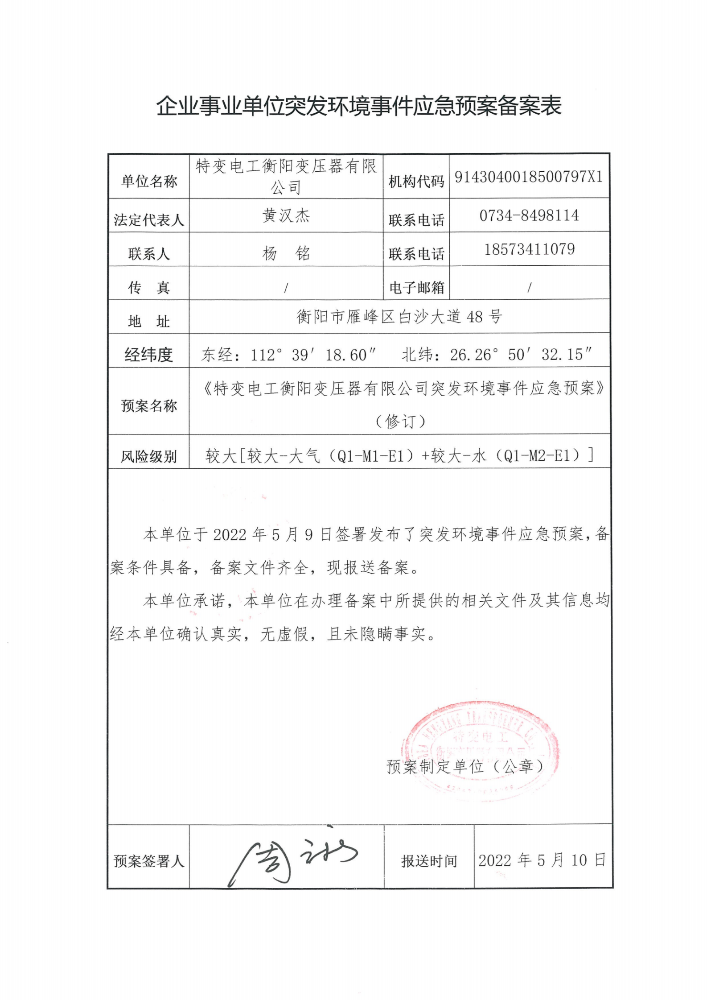 企业事业单位突发环境事件应急预案备案表
单位名称 特变电工衡阳变压器有限公司 机构代码 9143040018500797X1
法定代表人 黄汉杰 联系电话 0734-8498114
联系人 杨 铭 联系电话 18573411079
传 真 / 电子邮箱 /
地 址 衡阳市雁峰区白沙大道 48 号
经纬度 东经：112° 39′ 18.60″ 北纬：26.26° 50′ 32.15″
预案名称 《特变电工衡阳变压器有限公司突发环境事件应急预案》
（修订）
风险级别 较大[较大-大气（Q1-M1-E1）+较大-水（Q1-M2-E1）]
本单位于 2022 年 5 月 9 日签署发布了突发环境事件应急预案，备
案条件具备，备案文件齐全，现报送备案。
本单位承诺，本单位在办理备案中所提供的相关文件及其信息均
经本单位确认真实，无虚假，且未隐瞒事实。
HENGYANG TRANSFORMER CO
特变电工
预案制定单位（公章）
预案签署人 周 报送时间 2022 年 5 月 10 日